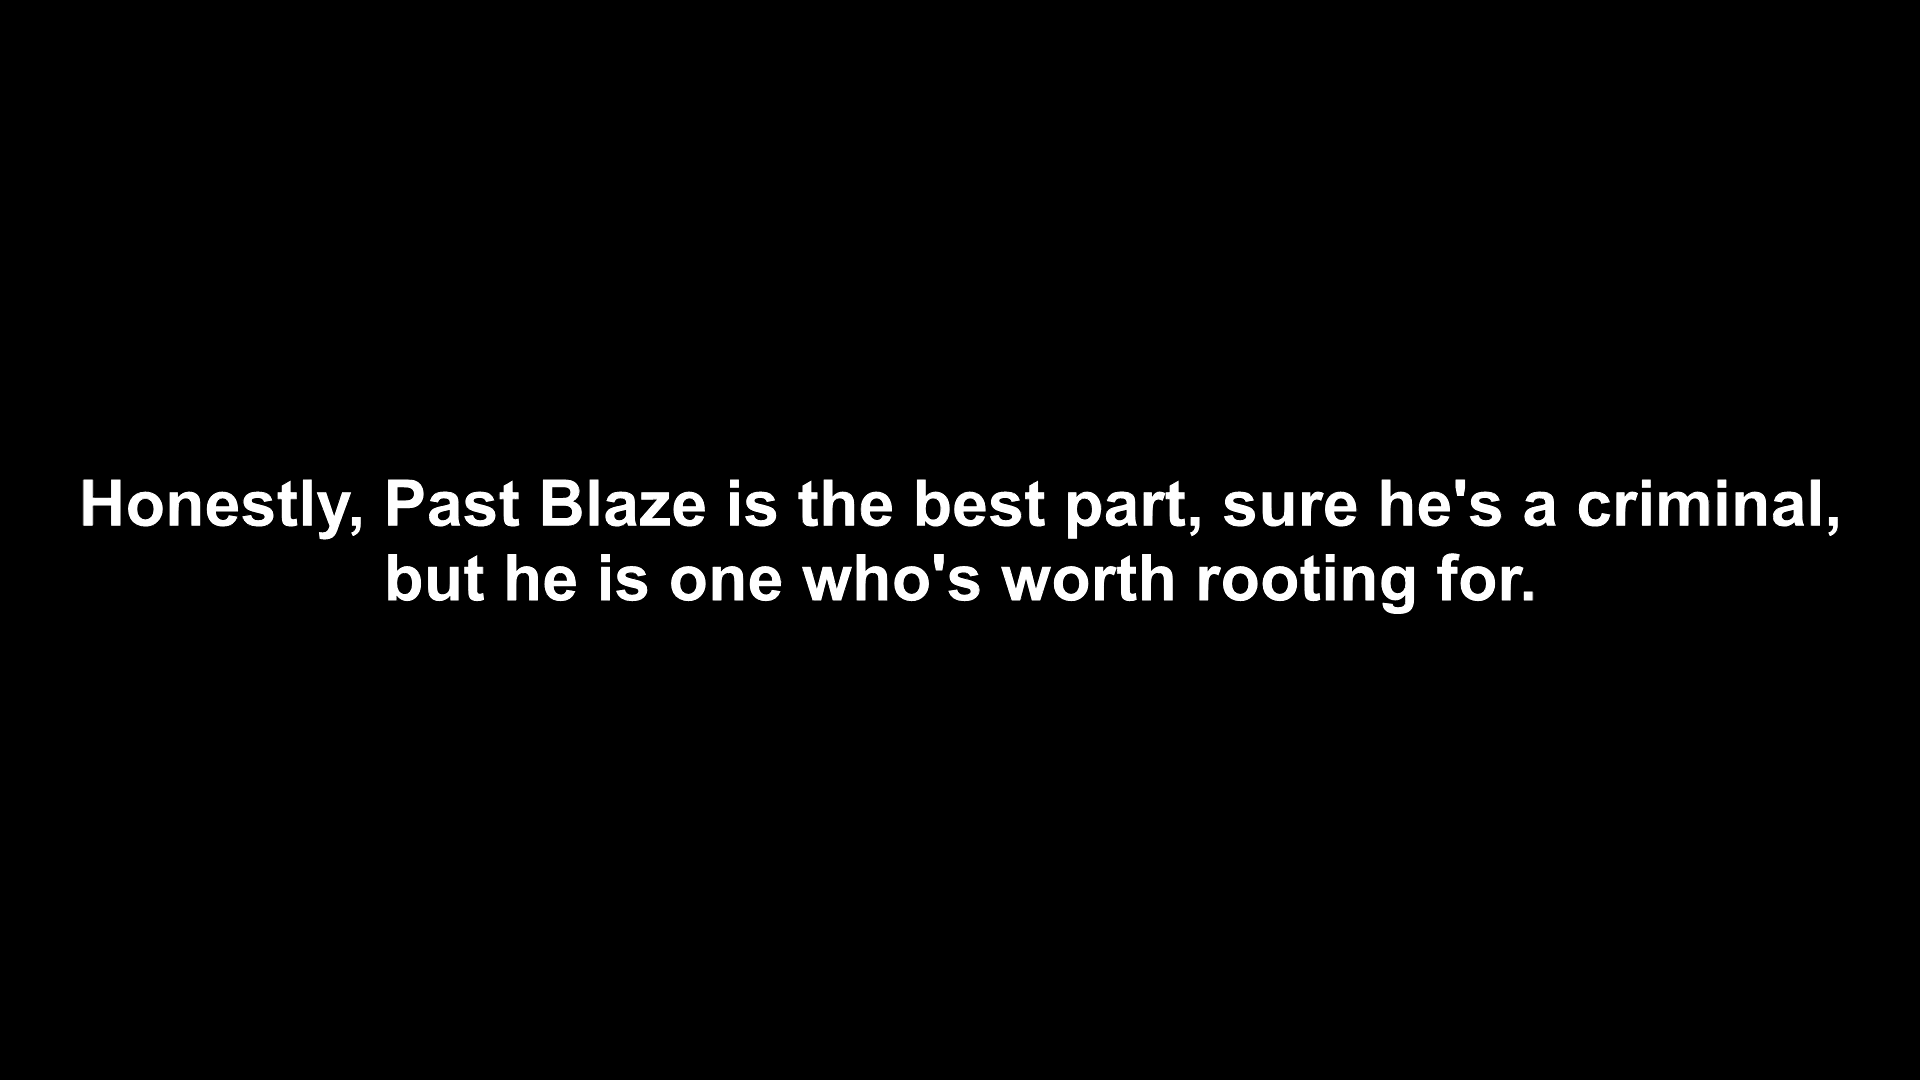 Honestly, Past Blaze is the best part, sure he's a criminal,
but he is one who's worth rooting for.